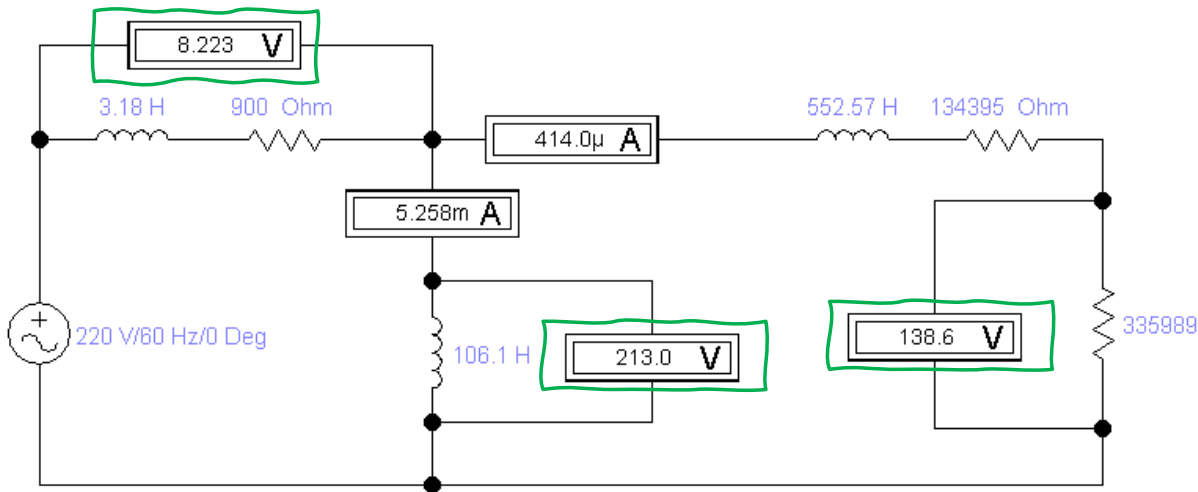 8.223 V
3.18 H
900 Ohm
552.57 H
134395 Ohm
414.0µ A
5.258m A
+
220 V/60 Hz/0 Deg
106.1 H
213.0 V
138.6 V
335989